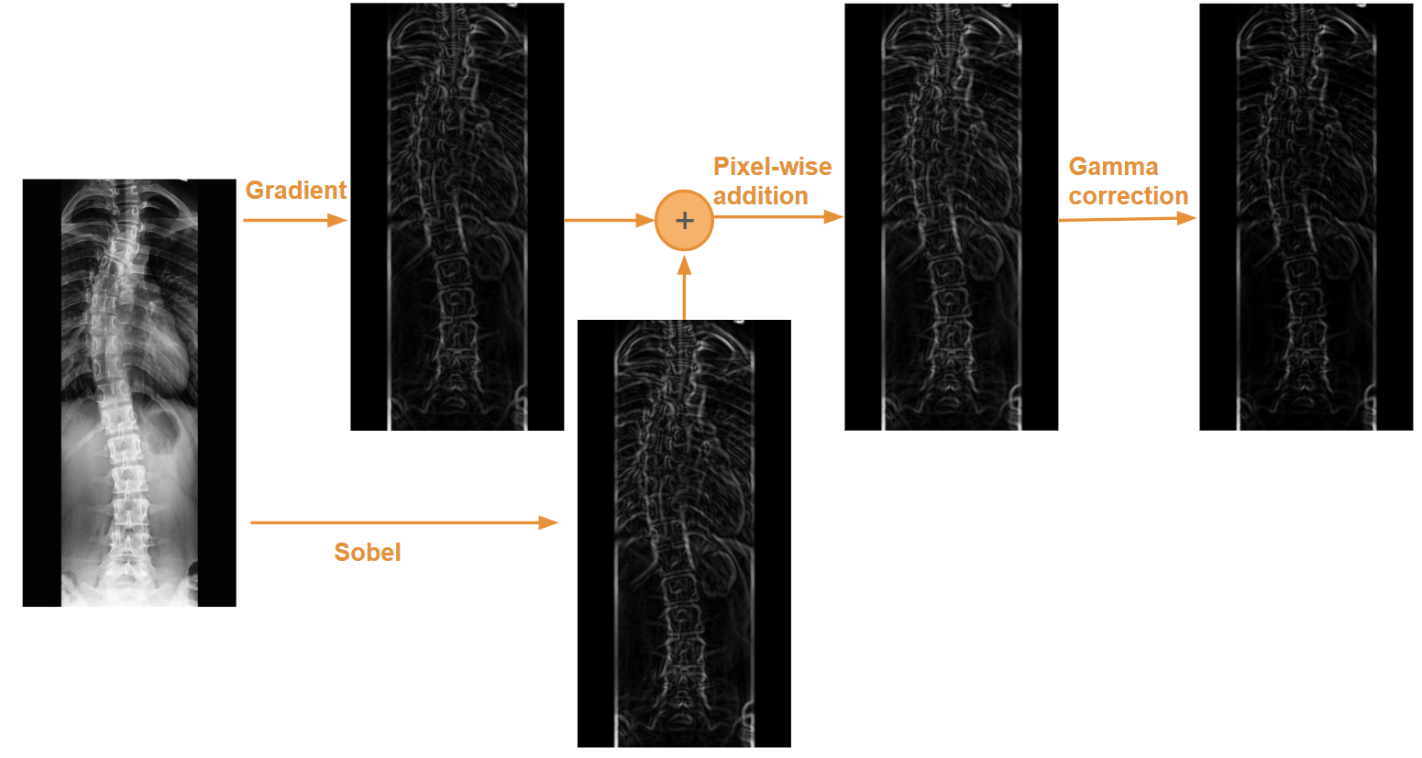 Gradient
+
Pixel-wise
addition
Gamma
correction
Sobel